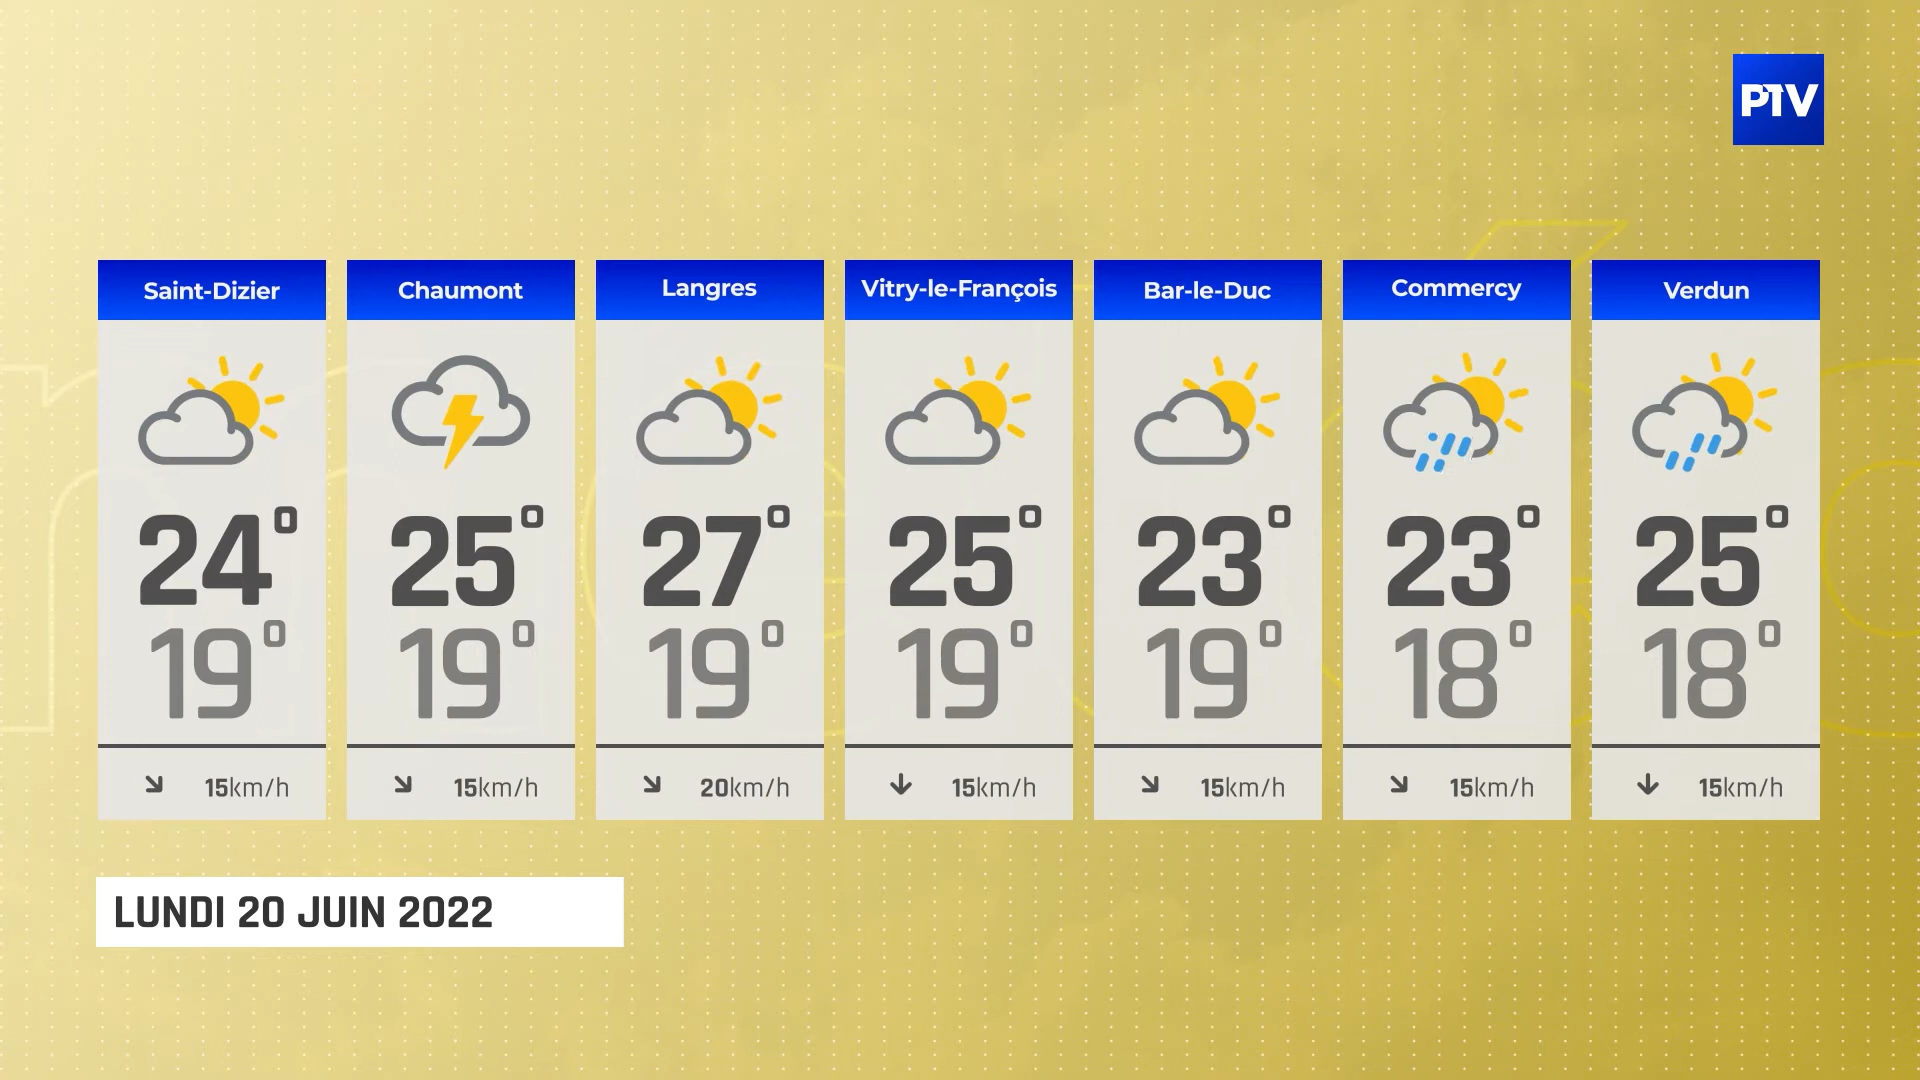 PTV
Saint-Dizier
24°
19°
15km/h
Chaumont
25°
19°
15km/h
Langres
27°
19°
20km/h
Vitry-le-François
25°
19°
15km/h
Bar-le-Duc
23°
19°
15km/h
Commercy
23°
18°
15km/h
Verdun
25°
18°
15km/h
LUNDI 20 JUIN 2022